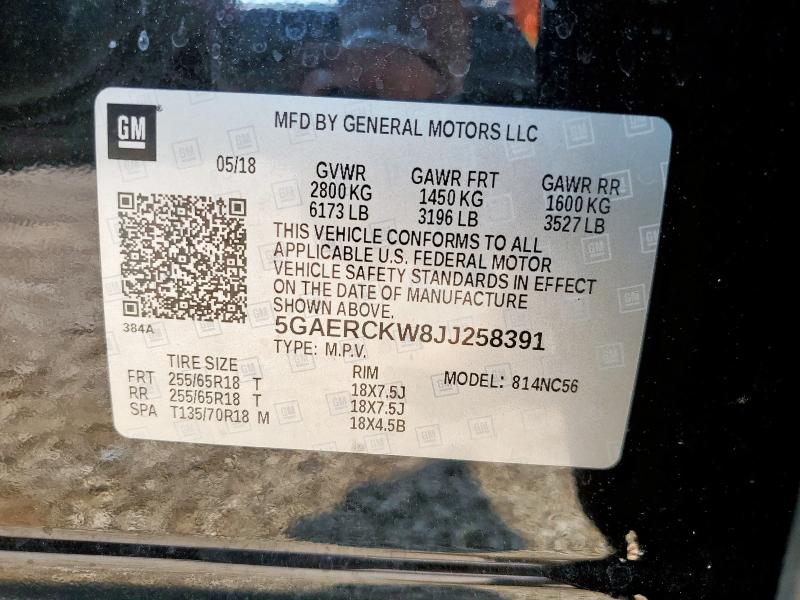 GM
MFD BY GENERAL MOTORS LLC
05/18
GVWR GAWR FRT GAWR RR
2800 KG 1450 KG 1600 KG
6173 LB 3196 LB 3527 LB
THIS VEHICLE CONFORMS TO ALL
APPLICABLE U.S. FEDERAL MOTOR
VEHICLE SAFETY STANDARDS IN EFFECT
ON THE DATE OF MANUFACTURE
SHOWN ABOVE.
384A
5GAERCKW8JJ258391
TYPE: M.P.V.
TIRE SIZE RIM MODEL: 814NC56
FRT 255/65R18 T 18X7.5J
RR 255/65R18 T 18X7.5J
SPA T135/70R18 M 18X4.5B